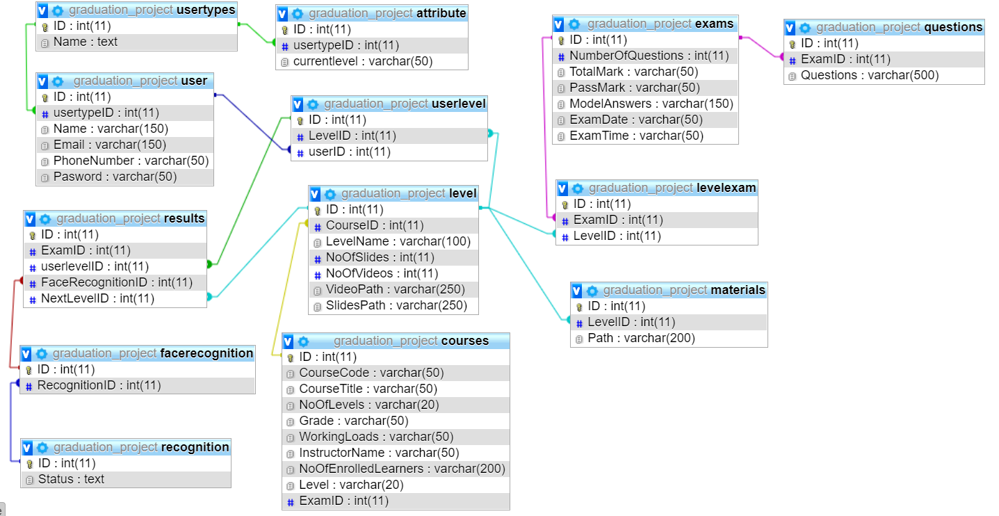 graduation_project usertypes
ID : int(11)
Name : text
graduation_project attribute
ID : int(11)
usertypeID : int(11)
currentlevel : varchar(50)
graduation_project exams
ID : int(11)
NumberOfQuestions : int(11)
TotalMark : varchar(50)
PassMark : varchar(50)
ModelAnswers : varchar(150)
ExamDate : varchar(50)
ExamTime : varchar(50)
graduation_project questions
ID : int(11)
ExamID : int(11)
Questions : varchar(500)
graduation_project user
ID : int(11)
usertypeID : int(11)
Name : varchar(150)
Email : varchar(150)
PhoneNumber : varchar(50)
Pasword : varchar(50)
graduation_project userlevel
ID : int(11)
LevelID : int(11)
userID : int(11)
graduation_project level
ID : int(11)
CourseID : int(11)
LevelName : varchar(100)
NoOfSlides : int(11)
NoOfVideos : int(11)
VideoPath : varchar(250)
SlidesPath : varchar(250)
graduation_project levelexam
ID : int(11)
ExamID : int(11)
LevelID : int(11)
graduation_project results
ID : int(11)
ExamID : int(11)
userlevelID : int(11)
FaceRecognitionID : int(11)
NextLevelID : int(11)
graduation_project materials
ID : int(11)
LevelID : int(11)
Path : varchar(200)
graduation_project facerecognition
ID : int(11)
RecognitionID : int(11)
graduation_project courses
ID : int(11)
CourseCode : varchar(50)
CourseTitle : varchar(50)
NoOfLevels : varchar(20)
Grade : varchar(50)
WorkingLoads : varchar(50)
InstructorName : varchar(50)
NoOfEnrolledLearners : varchar(200)
Level : varchar(20)
ExamID : int(11)
graduation_project recognition
ID : int(11)
Status : text